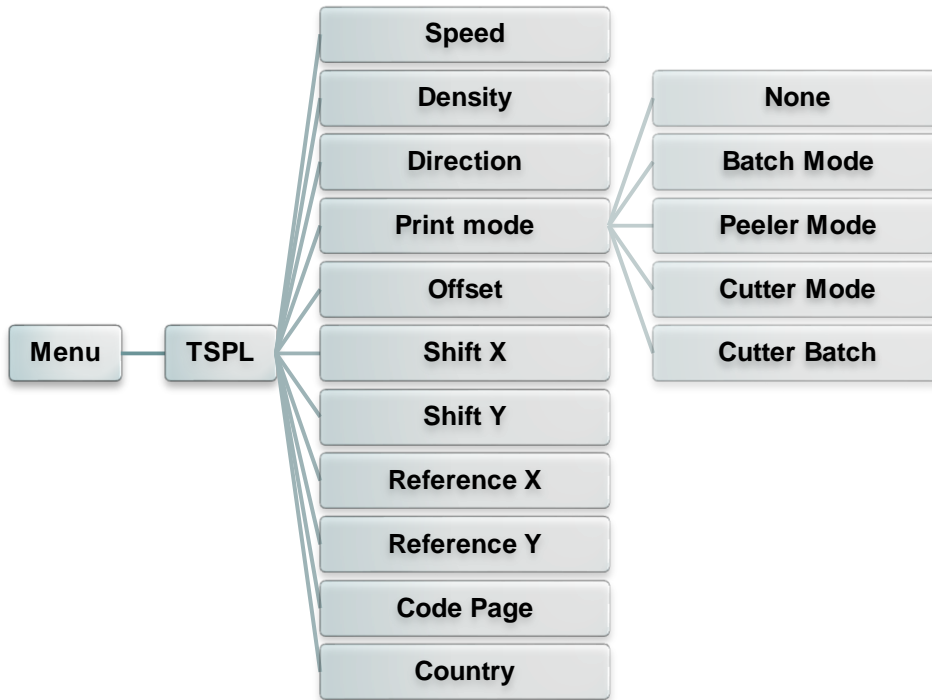 Menu
TSPL
Speed
Density
Direction
Print mode
Offset
Shift X
Shift Y
Reference X
Reference Y
Code Page
Country
None
Batch Mode
Peeler Mode
Cutter Mode
Cutter Batch